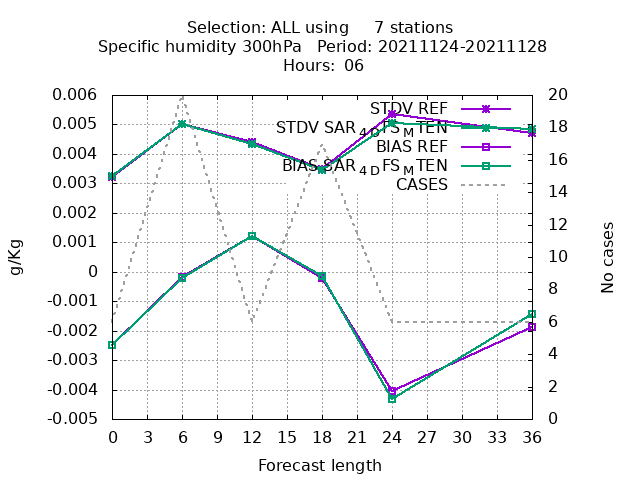 Selection: ALL using 7 stations
Specific humidity 300hPa Period: 20211124-20211128
Hours: 06
0.006
0.005
0.004
0.003
0.002
0.001
0
-0.001
-0.002
-0.003
-0.004
-0.005
g/Kg
STDV REF
STDV SAR4DFSMTEN
BIAS REF
BIAS SAR4DFSMTEN
CASES
20
18
16
14
12
10
8
6
4
2
0
No cases
0 3 6 9 12 15 18 21 24 27 30 33 36
Forecast length